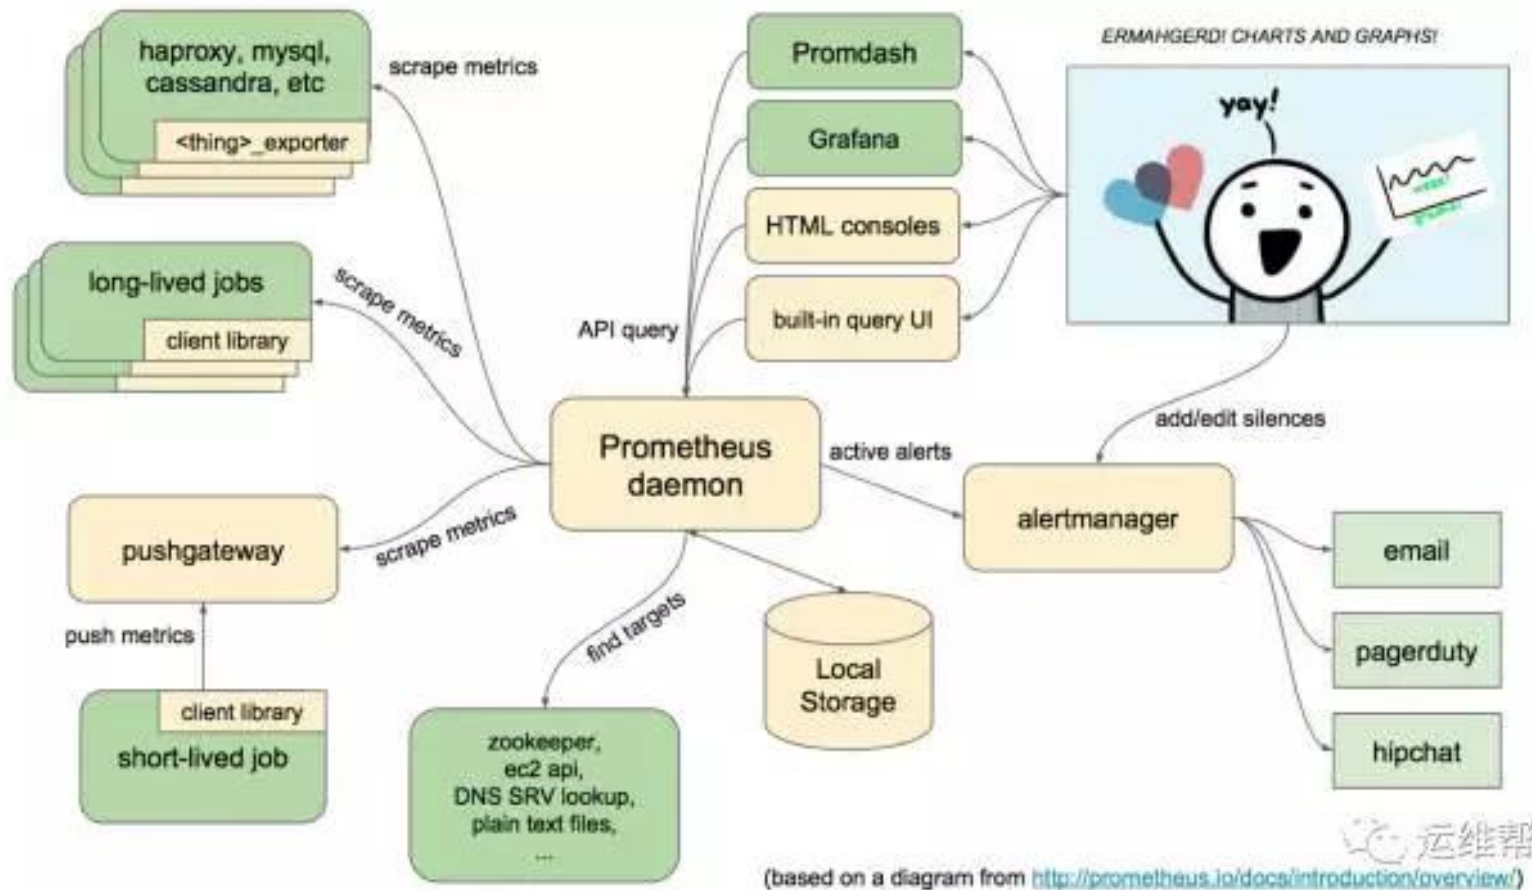 haproxy, mysql,
cassandra, etc
<thing>_exporter
scrape metrics
Promdash
Grafana
HTML consoles
built-in query UI
API query
ERMAHGERD! CHARTS AND GRAPHS!
yay!
long-lived jobs
client library
scrape metrics
Prometheus
daemon
active alerts
add/edit silences
alertmanager
email
pagerduty
hipchat
pushgateway
scrape metrics
push metrics
client library
short-lived job
find targets
zookeeper,
ec2 api,
DNS SRV lookup,
plain text files,
...
Local
Storage
运维帮
(based on a diagram from http://prometheus.io/docs/introduction/overview/)